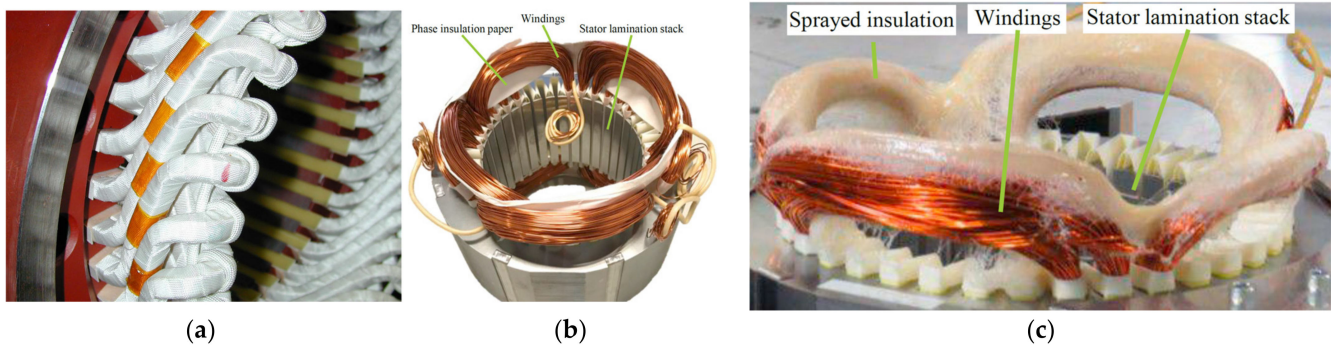 Phase insulation paper
Windings
Stator lamination stack
Sprayed insulation
Windings
Stator lamination stack
(a)
(b)
(c)